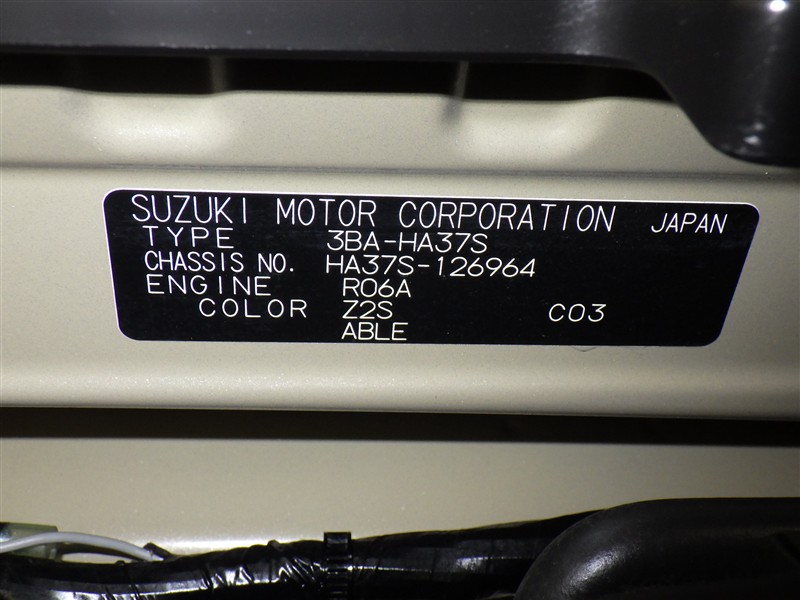 SUZUKI MOTOR CORPORATION JAPAN
TYPE 3BA-HA37S
CHASSIS NO. HA37S-126964
ENGINE R06A
COLOR Z2S C03
ABLE